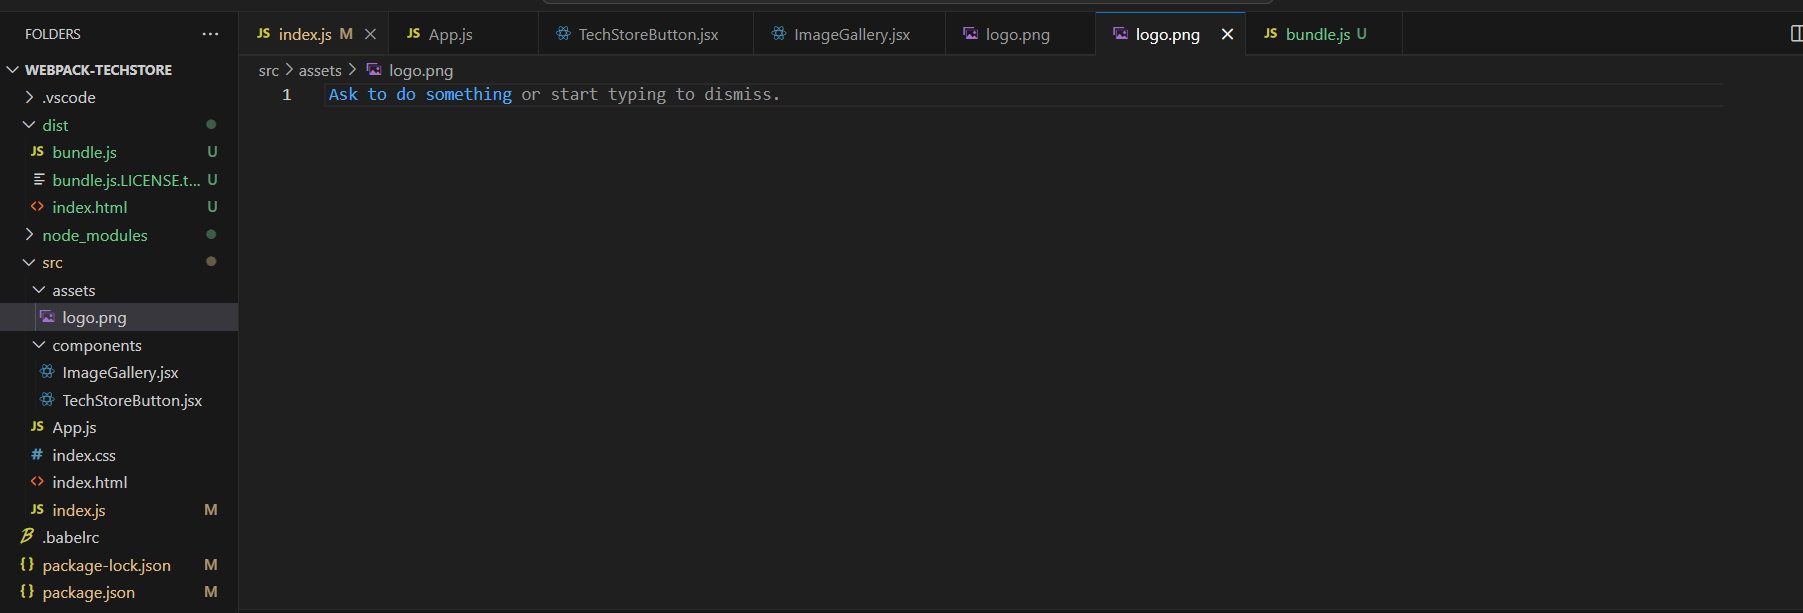 FOLDERS ...
WEBPACK-TECHSTORE
.vscode
dist
JS bundle.js U
bundle.js.LICENSE.t... U
<> index.html U
node_modules
src
assets
logo.png
components
ImageGallery.jsx
TechStoreButton.jsx
JS App.js
# index.css
<> index.html
JS index.js M
B .babelrc
{} package-lock.json M
{} package.json M
JS index.js M
JS App.js
TechStoreButton.jsx
ImageGallery.jsx
logo.png
logo.png
JS bundle.js U
src > assets > logo.png
1 Ask to do something or start typing to dismiss.